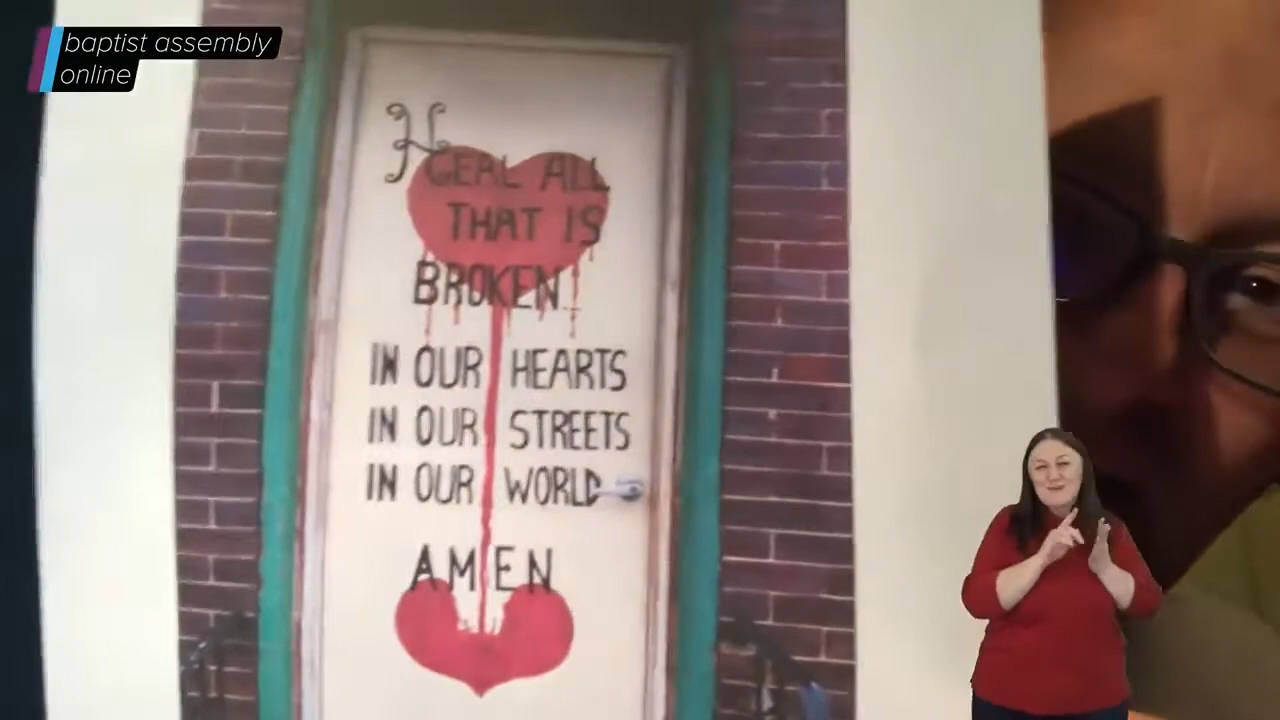 baptist assembly
online
HEAL ALL
THAT IS
BROKEN
IN OUR HEARTS
IN OUR STREETS
IN OUR WORLD
AMEN